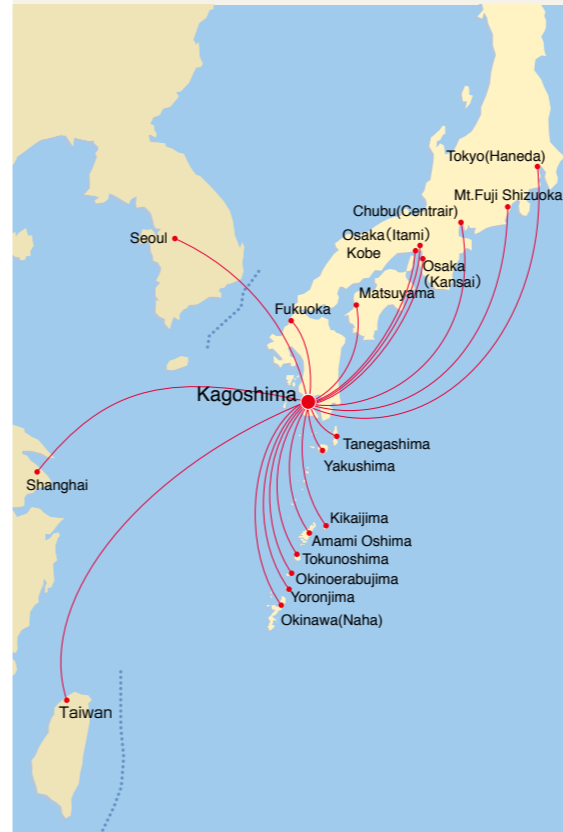 Tokyo(Haneda)
Mt.Fuji Shizuoka
Chubu(Centrair)
Osaka(Itami)
Seoul
Kobe
Osaka
(Kansai)
Matsuyama
Fukuoka
Kagoshima
Tanegashima
Yakushima
Shanghai
Kikaijima
Amami Oshima
Tokunoshima
Okinoerabujima
Yoronjima
Okinawa(Naha)
Taiwan